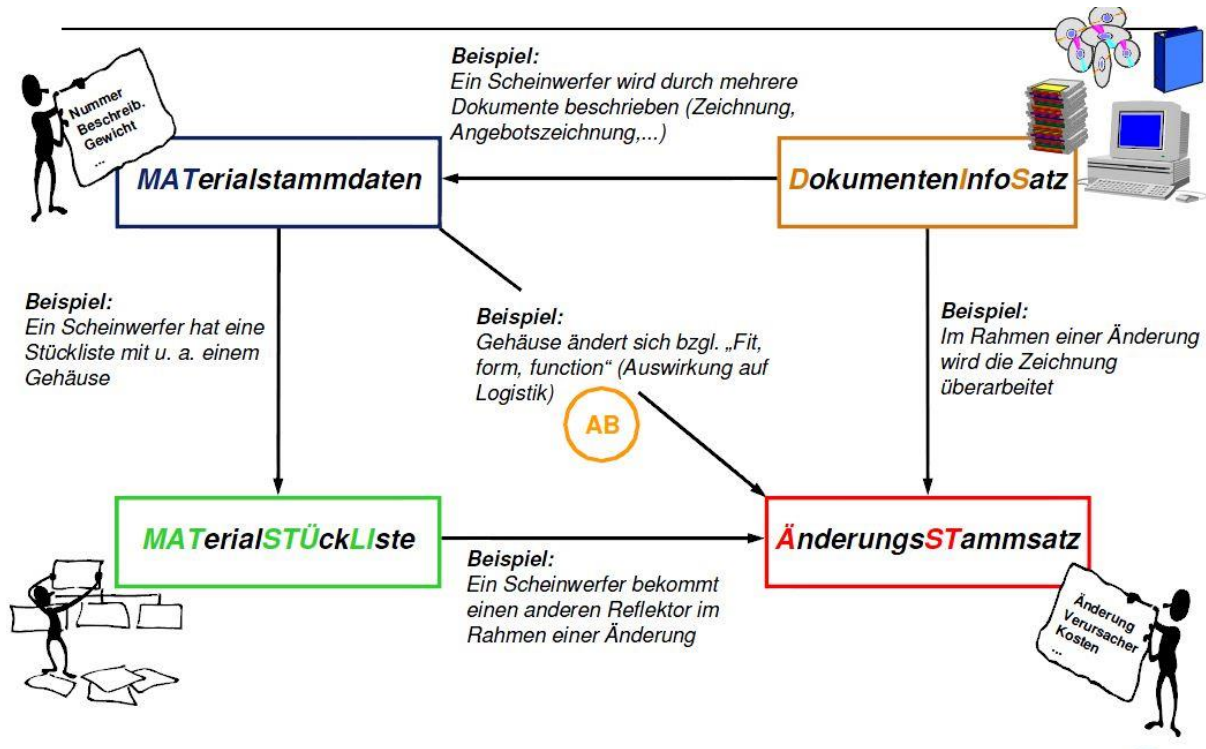 Beispiel:
Ein Scheinwerfer wird durch mehrere
Dokumente beschrieben (Zeichnung,
Angebotszeichnung,...)
Nummer
Beschreib.
Gewicht
...
MATerialstammdaten
DokumentenInfoSatz
Beispiel:
Ein Scheinwerfer hat eine
Stückliste mit u. a. einem
Gehäuse
Beispiel:
Gehäuse ändert sich bzgl. „Fit,
form, function“ (Auswirkung auf
Logistik)
AB
Beispiel:
Im Rahmen einer Änderung
wird die Zeichnung
überarbeitet
MATerialSTÜckLIste
ÄnderungsSTammsatz
Beispiel:
Ein Scheinwerfer bekommt
einen anderen Reflektor im
Rahmen einer Änderung
Änderung
Verursacher
Kosten
...